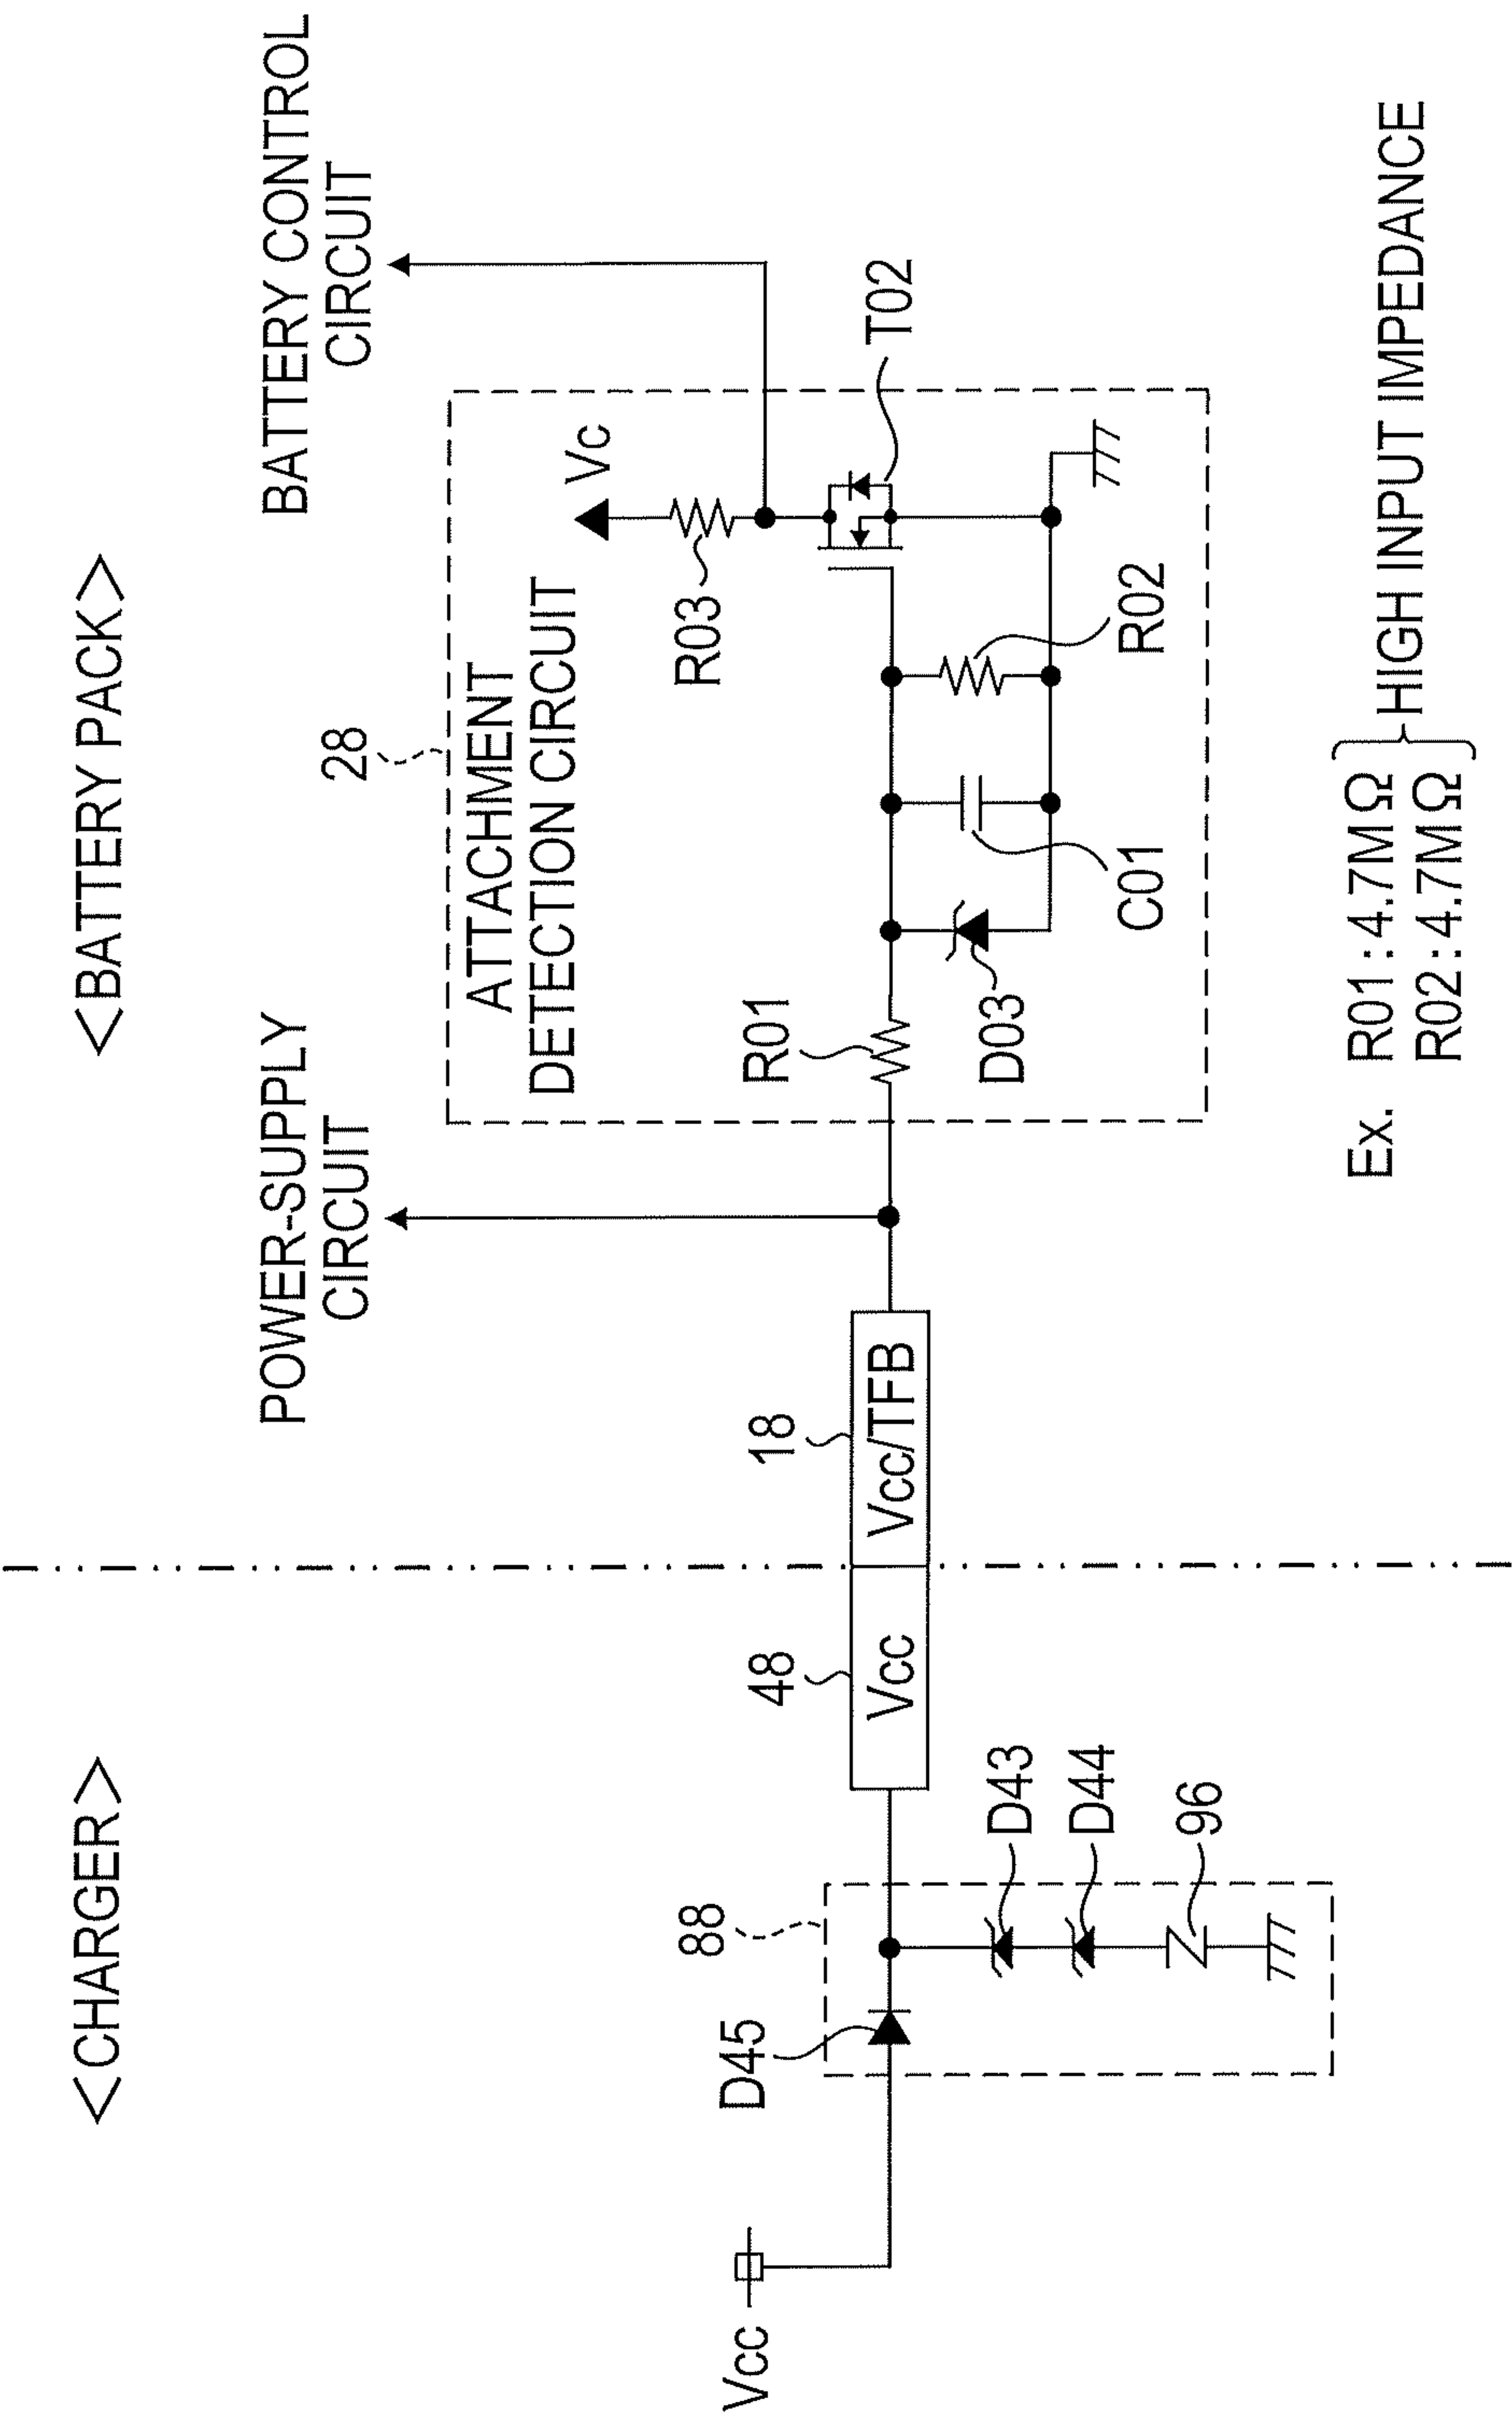 <CHARGER>
<BATTERY PACK>
POWER-SUPPLY
CIRCUIT
BATTERY CONTROL
CIRCUIT
28
ATTACHMENT
DETECTION CIRCUIT
Vc
R03
T02
R01
D03
C01
R02
Vcc
D45
88
D43
D44
96
48
Vcc
18
Vcc/TFB
Ex. R01 : 4.7MΩ
R02 : 4.7MΩ
HIGH INPUT IMPEDANCE